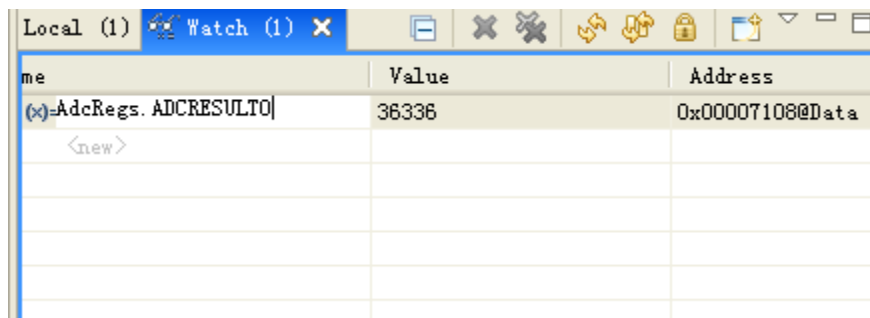 Local (1) Watch (1)
me Value Address
(x)=AdcRegs.ADCRESULT0 36336 0x00007108@Data
<new>